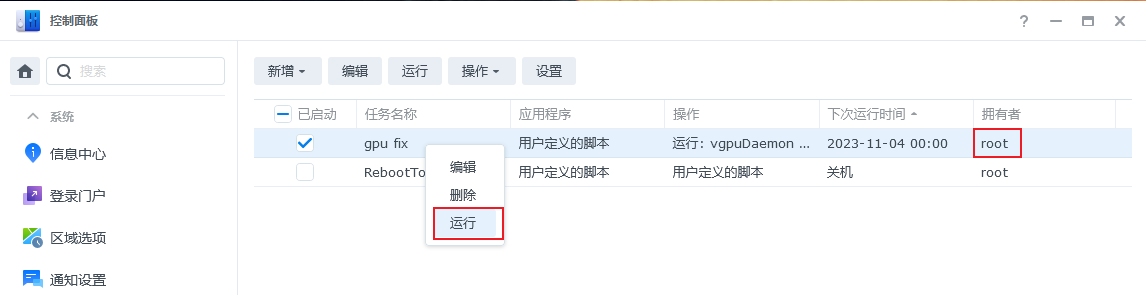 控制面板
?
搜索
新增 编辑 运行 操作 设置
已启动 任务名称 应用程序 操作 下次运行时间 拥有者
系统
gpu fix 用户定义的脚本 运行：vgpuDaemon ... 2023-11-04 00:00 root
信息中心
编辑
RebootTo 用户定义的脚本 用户定义的脚本 关机 root
登录门户
删除
运行
区域选项
通知设置